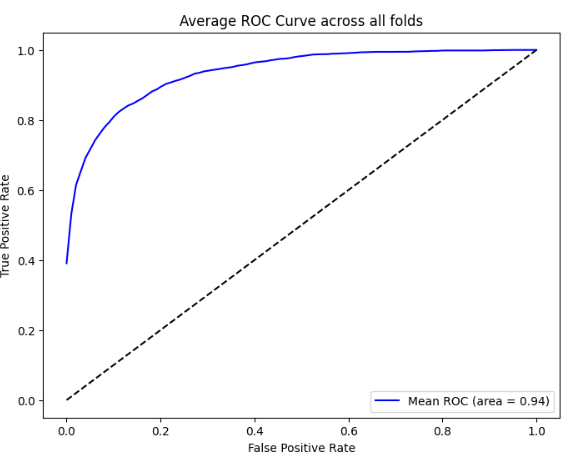 Average ROC Curve across all folds
True Positive Rate
1.0
0.8
0.6
0.4
0.2
0.0
Mean ROC (area = 0.94)
0.0 0.2 0.4 0.6 0.8 1.0
False Positive Rate